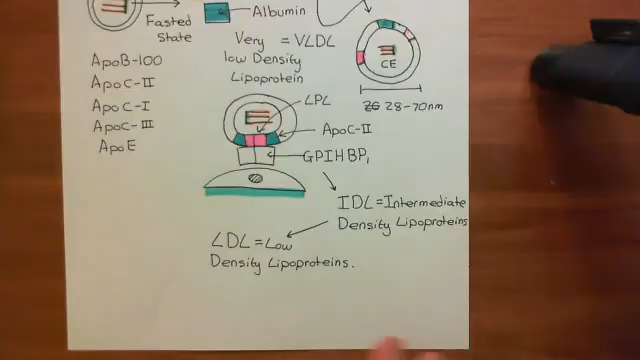 Fasted
State
Albumin
Very = VLDL
low Density
Lipoprotein
CE
28-70nm
ApoB-100
ApoC-II
ApoC-I
ApoC-III
ApoE
LPL
ApoC-II
GPIHBP1
IDL = Intermediate
Density Lipoproteins
LDL = Low
Density Lipoproteins.